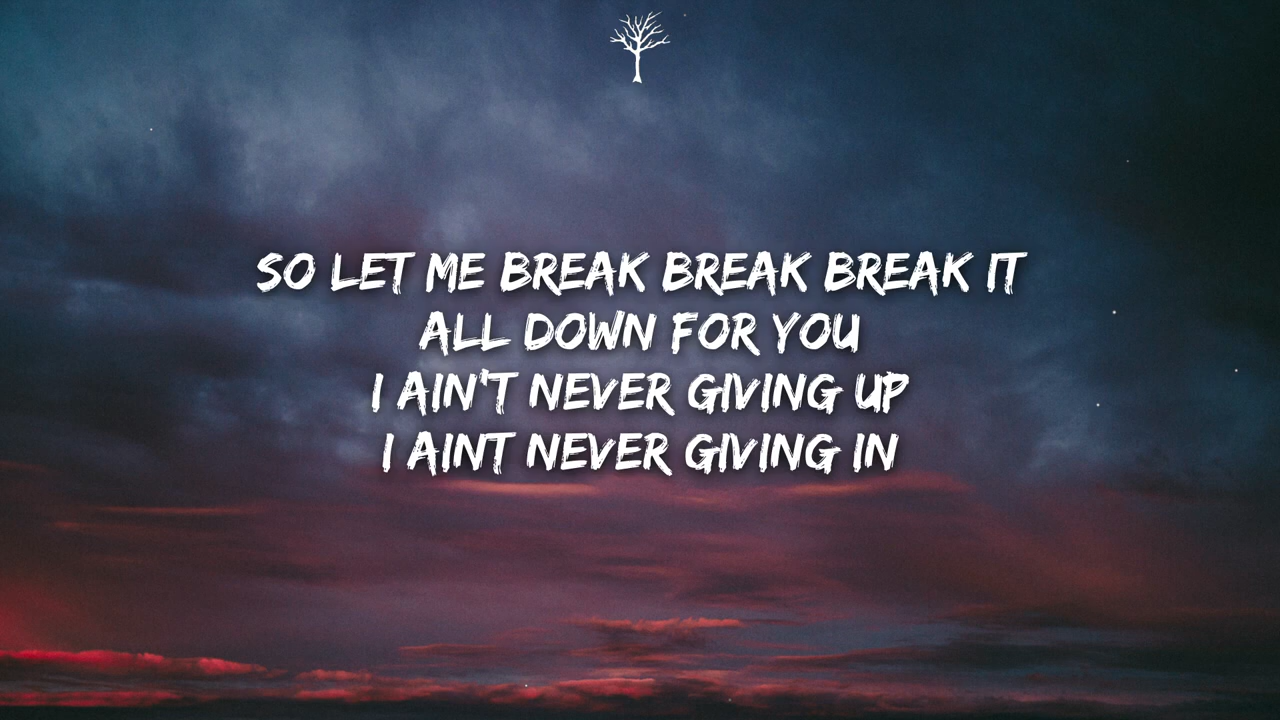 SO LET ME BREAK BREAK BREAK IT
ALL DOWN FOR YOU
I AIN'T NEVER GIVING UP
I AINT NEVER GIVING IN